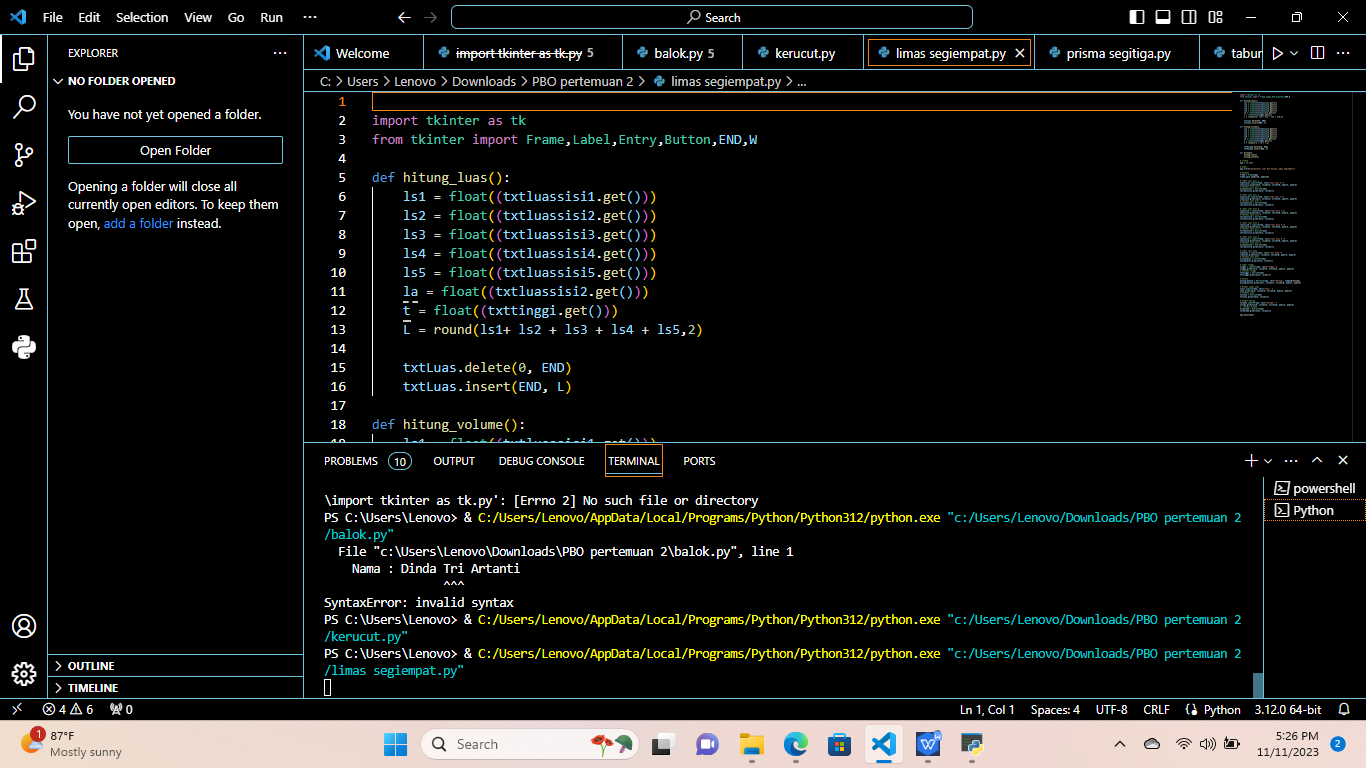 File Edit Selection View Go Run ··· Search
EXPLORER ···
NO FOLDER OPENED
You have not yet opened a folder.
Open Folder
Opening a folder will close all
currently open editors. To keep them
open, add a folder instead.
OUTLINE
TIMELINE
Welcome import tkinter as tk.py 5 balok.py 5 kerucut.py limas segiempat.py prisma segitiga.py tabur
C: > Users > Lenovo > Downloads > PBO pertemuan 2 > limas segiempat.py > ...
1
2 import tkinter as tk
3 from tkinter import Frame,Label,Entry,Button,END,W
4
5 def hitung_luas():
6 ls1 = float((txtluassisi1.get()))
7 ls2 = float((txtluassisi2.get()))
8 ls3 = float((txtluassisi3.get()))
9 ls4 = float((txtluassisi4.get()))
10 ls5 = float((txtluassisi5.get()))
11 la = float((txtluassisi2.get()))
12 t = float((txttinggi.get()))
13 L = round(ls1+ ls2 + ls3 + ls4 + ls5,2)
14
15 txtLuas.delete(0, END)
16 txtLuas.insert(END, L)
17
18 def hitung_volume():
19 ls1 = float((txtluassisi1.get()))
PROBLEMS 10 OUTPUT DEBUG CONSOLE TERMINAL PORTS
\import tkinter as tk.py': [Errno 2] No such file or directory
PS C:\Users\Lenovo> & C:/Users/Lenovo/AppData/Local/Programs/Python/Python312/python.exe "c:/Users/Lenovo/Downloads/PBO pertemuan 2
/balok.py"
File "c:\Users\Lenovo\Downloads\PBO pertemuan 2\balok.py", line 1
Nama : Dinda Tri Artanti
^^^
SyntaxError: invalid syntax
PS C:\Users\Lenovo> & C:/Users/Lenovo/AppData/Local/Programs/Python/Python312/python.exe "c:/Users/Lenovo/Downloads/PBO pertemuan 2
/kerucut.py"
PS C:\Users\Lenovo> & C:/Users/Lenovo/AppData/Local/Programs/Python/Python312/python.exe "c:/Users/Lenovo/Downloads/PBO pertemuan 2
/limas segiempat.py"
powershell
Python
4 6 0 Ln 1, Col 1 Spaces: 4 UTF-8 CRLF Python 3.12.0 64-bit
1 87°F
Mostly sunny
Search
5:26 PM
11/11/2023 2